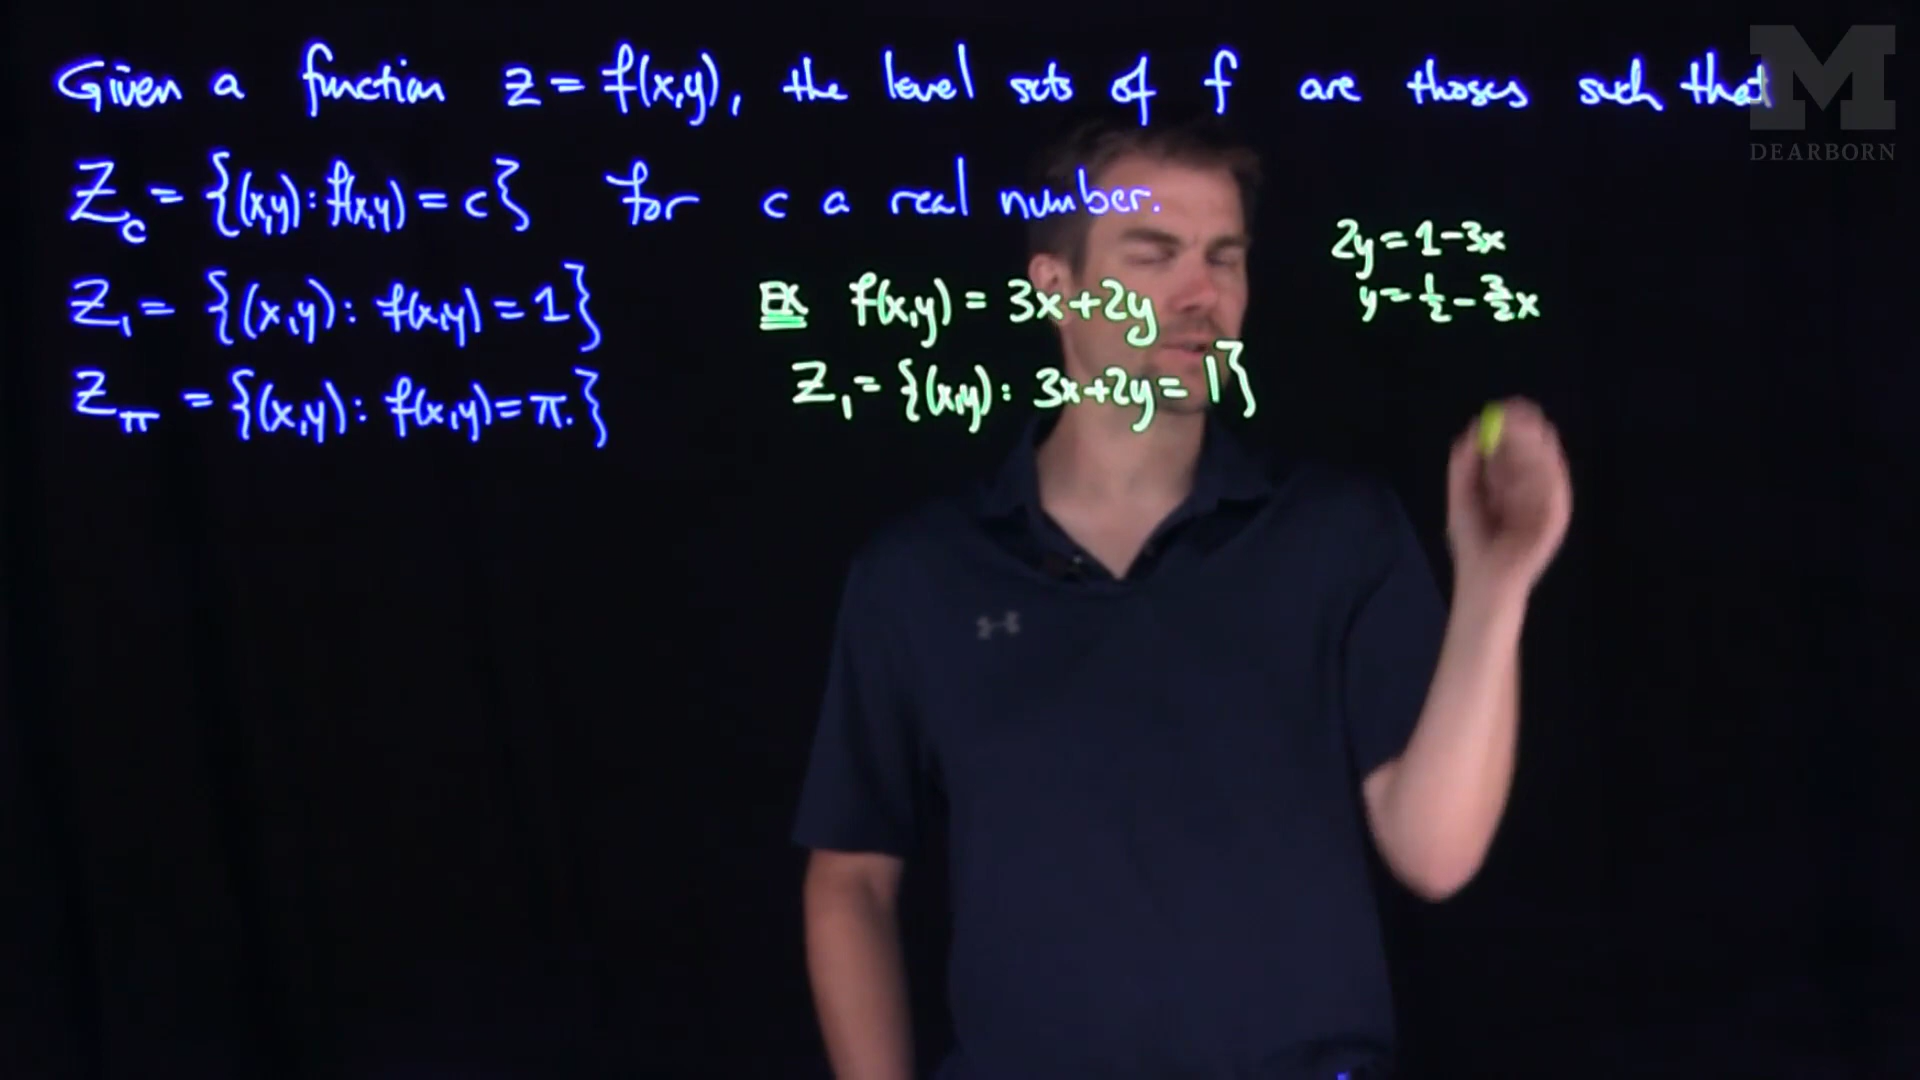 Given a function z = f(x,y), the level sets of f are thoses such that
Z_c = {(x,y): f(x,y) = c} for c a real number.
Z_1 = {(x,y): f(x,y) = 1}
Z_π = {(x,y): f(x,y) = π.}
EX f(x,y) = 3x+2y
Z_1 = {(x,y): 3x+2y = 1}
2y = 1-3x
y = 1/2 - 3/2 x
M
DEARBORN